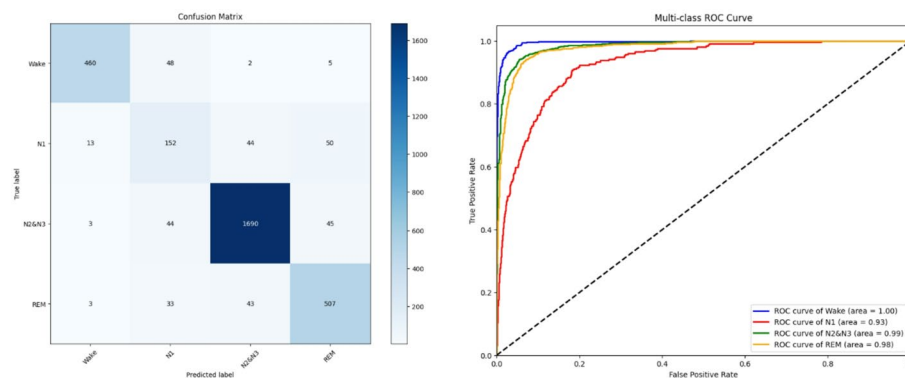 Confusion Matrix
Wake
460 48 2 5
N1
13 152 44 50
N2&N3
3 44 1690 45
REM
3 33 43 507
Wake N1 N2&N3 REM
True label
Predicted label
1600
1400
1200
1000
800
600
400
200
Multi-class ROC Curve
1.0
0.8
0.6
0.4
0.2
0.0
True Positive Rate
0.0 0.2 0.4 0.6 0.8
False Positive Rate
ROC curve of Wake (area = 1.00)
ROC curve of N1 (area = 0.93)
ROC curve of N2&N3 (area = 0.99)
ROC curve of REM (area = 0.98)